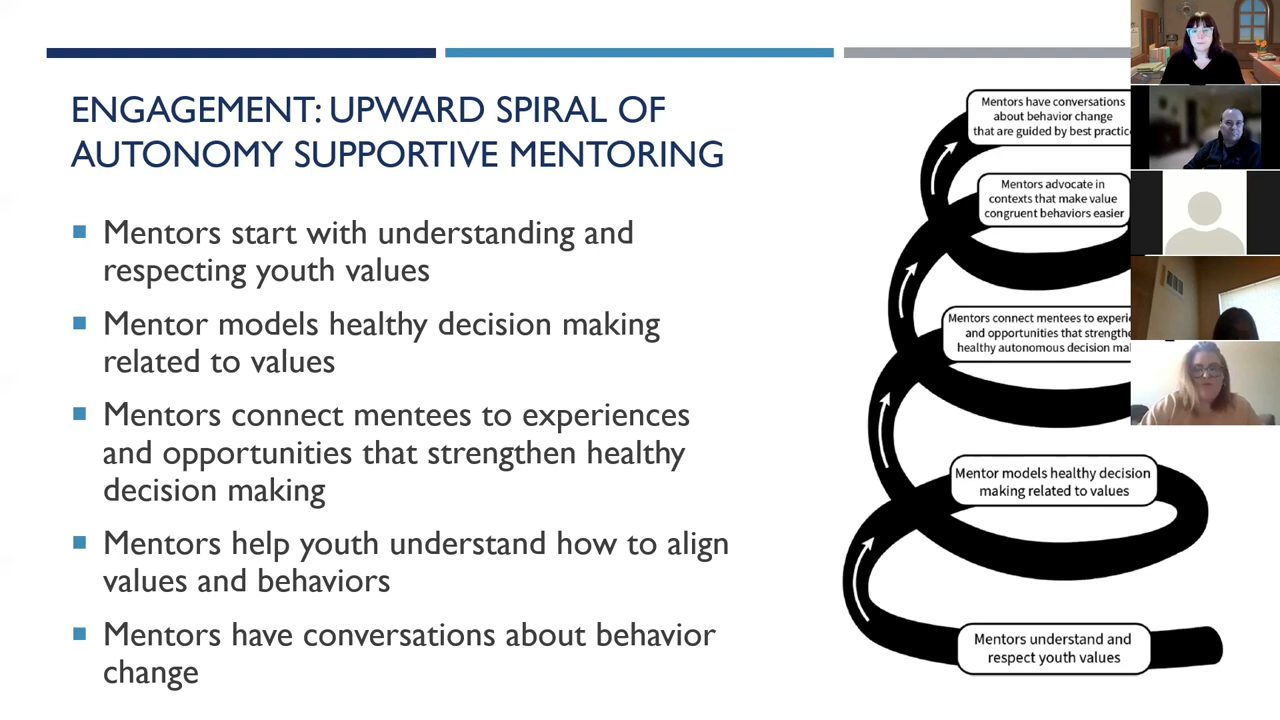 ENGAGEMENT: UPWARD SPIRAL OF
AUTONOMY SUPPORTIVE MENTORING
Mentors start with understanding and
respecting youth values
Mentor models healthy decision making
related to values
Mentors connect mentees to experiences
and opportunities that strengthen healthy
decision making
Mentors help youth understand how to align
values and behaviors
Mentors have conversations about behavior
change
Mentors have conversations
about behavior change
that are guided by best
Mentors advocate in
contexts that make value
congruent behaviors easier
Mentors connect mentees to
and opportunities that
healthy autonomous decision
Mentor models healthy decision
making related to values
Mentors understand and
respect youth values